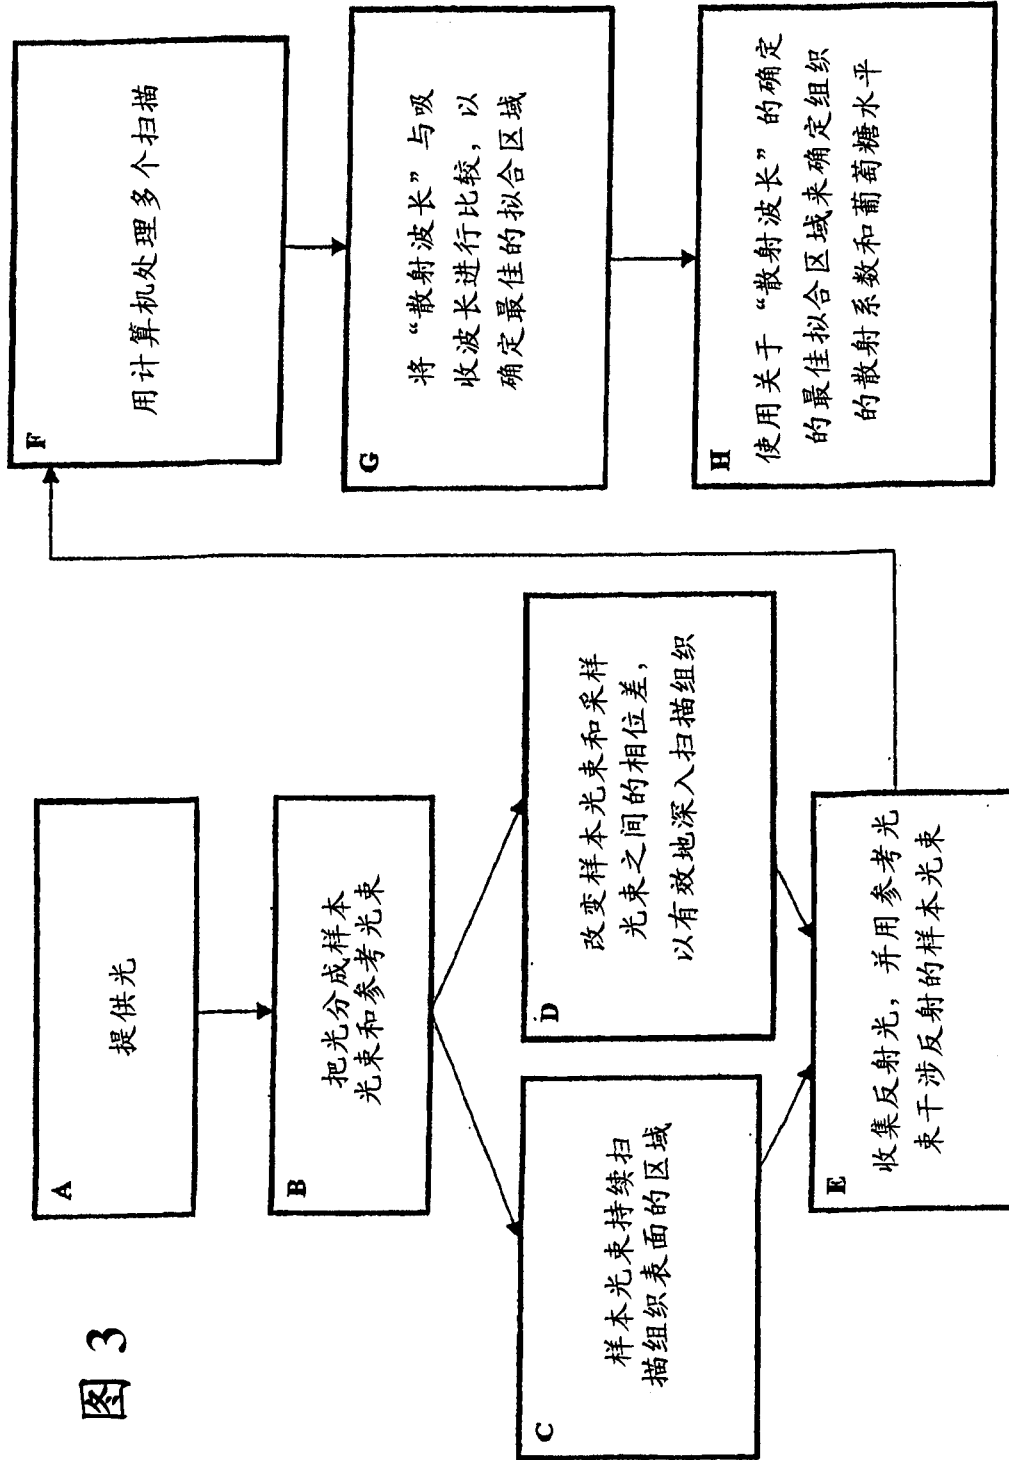 图 3
A
提供光
B
把光分成样本
光束和参考光束
C
样本光束持续扫
描组织表面的区域
D
改变样本光束和采样
光束之间的相位差，
以有效地深入扫描组织
E
收集反射光，并用参考光
束干涉反射的样本光束
F
用计算机处理多个扫描
G
将“散射波长”与吸
收波长进行比较，以
确定最佳的拟合区域
H
使用关于“散射波长”的确定
的最佳拟合区域来确定组织
的散射系数和葡萄糖水平